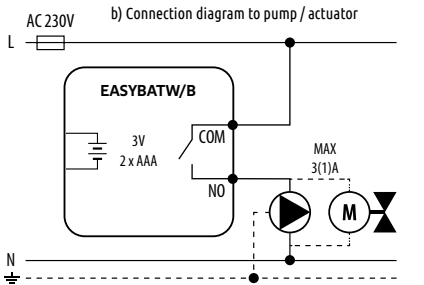 b) Connection diagram to pump / actuator
AC 230V
L
EASYBATW/B
3V
2 x AAA
COM
NO
MAX
3(1)A
M
N